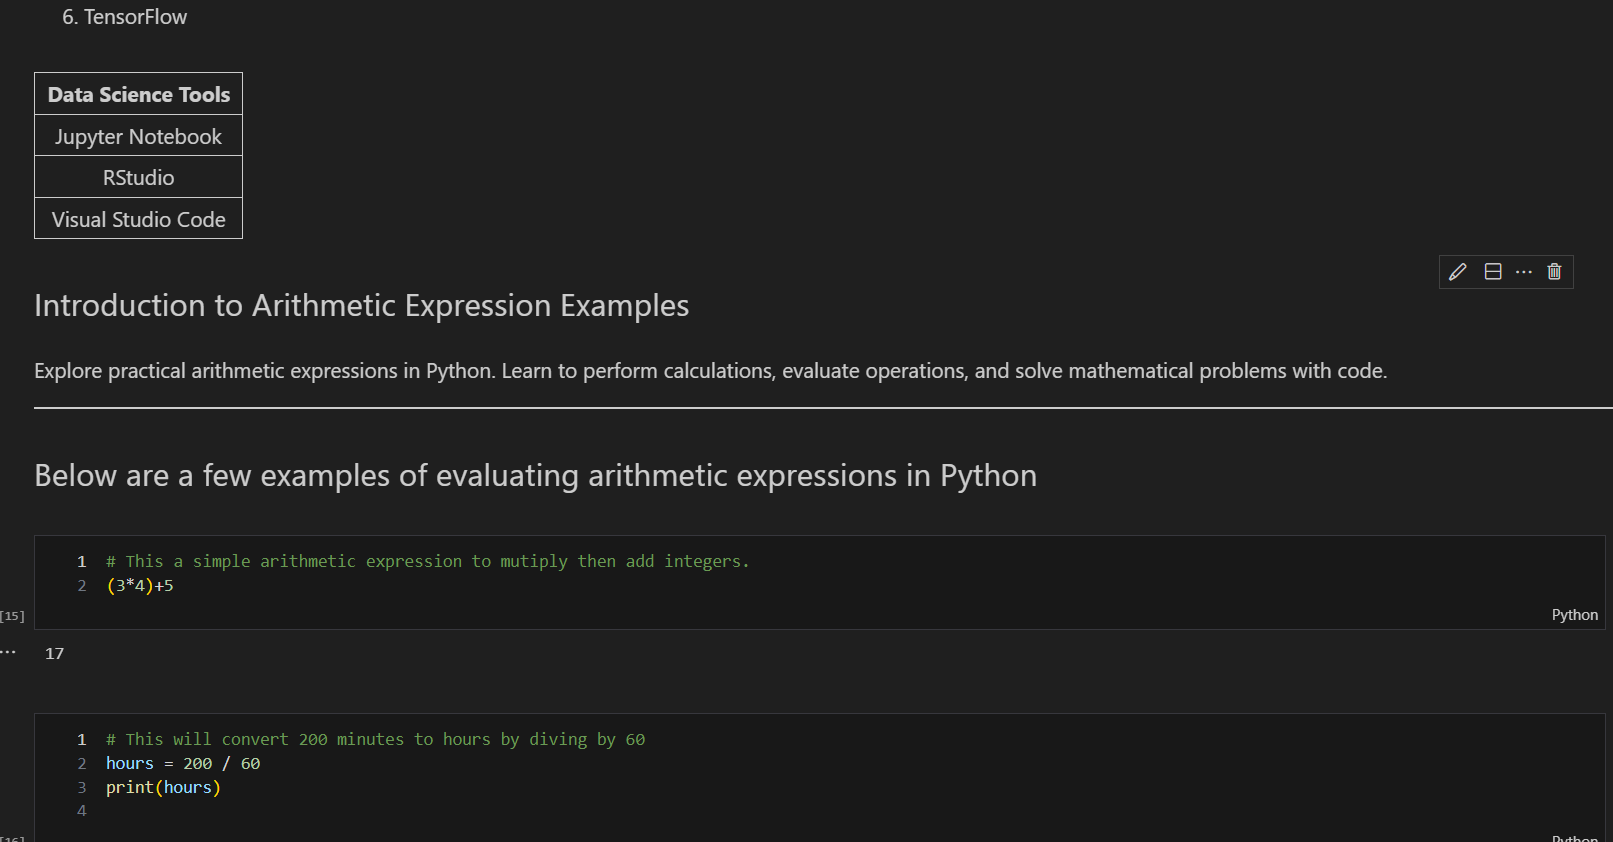 6. TensorFlow
Data Science Tools
Jupyter Notebook
RStudio
Visual Studio Code
Introduction to Arithmetic Expression Examples
Explore practical arithmetic expressions in Python. Learn to perform calculations, evaluate operations, and solve mathematical problems with code.
Below are a few examples of evaluating arithmetic expressions in Python
1 # This a simple arithmetic expression to mutiply then add integers.
2 (3*4)+5
[15]
Python
17
1 # This will convert 200 minutes to hours by diving by 60
2 hours = 200 / 60
3 print(hours)
4
[16]
Python